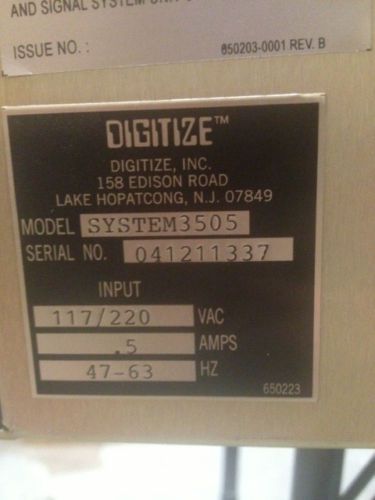 AND SIGNAL SYSTEM UNIT
ISSUE NO. : 650203-0001 REV. B
DIGITIZE™
DIGITIZE, INC.
158 EDISON ROAD
LAKE HOPATCONG, N.J. 07849
MODEL SYSTEM3505
SERIAL NO. 041211337
INPUT
117/220 VAC
.5 AMPS
47-63 HZ
650223